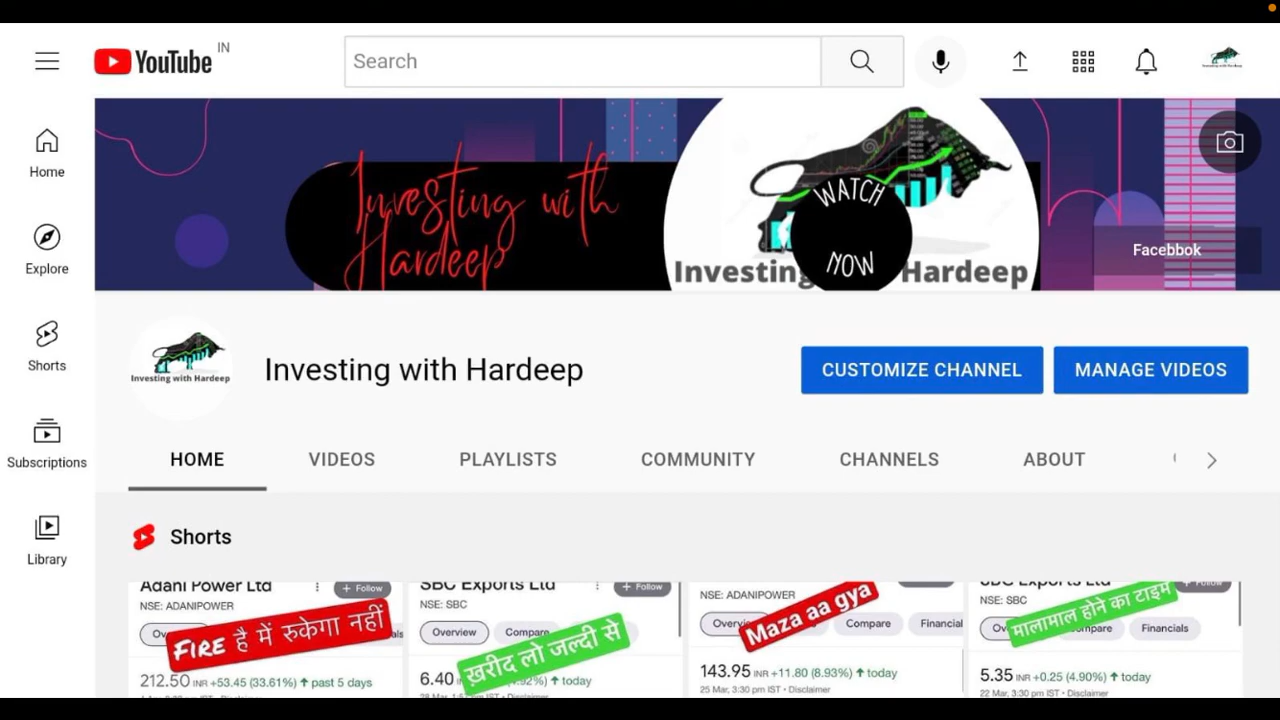 YouTube IN
Search
Home
Explore
Shorts
Subscriptions
Library
Investing with
Hardeep
WATCH
NOW
Investing Hardeep
Facebbok
Investing with Hardeep
Investing with Hardeep
CUSTOMIZE CHANNEL
MANAGE VIDEOS
HOME
VIDEOS
PLAYLISTS
COMMUNITY
CHANNELS
ABOUT
Shorts
Adani Power Ltd
+ Follow
NSE: ADANIPOWER
FIRE है में रुकेगा नहीं
212.50 INR +53.45 (33.61%) ↑ past 5 days
SBC Exports Ltd
+ Follow
NSE: SBC
Overview
Compare
ख़रीद लो जल्दी से
6.40
↑ today
NSE: ADANIPOWER
Maza aa gya
Compare
Financial
143.95 INR +11.80 (8.93%) ↑ today
25 Mar, 3:30 pm IST • Disclaimer
SBC Exports Ltd
+ Follow
NSE: SBC
मालामाल होने का टाइम
Financials
5.35 INR +0.25 (4.90%) ↑ today
22 Mar, 3:30 pm IST • Disclaimer